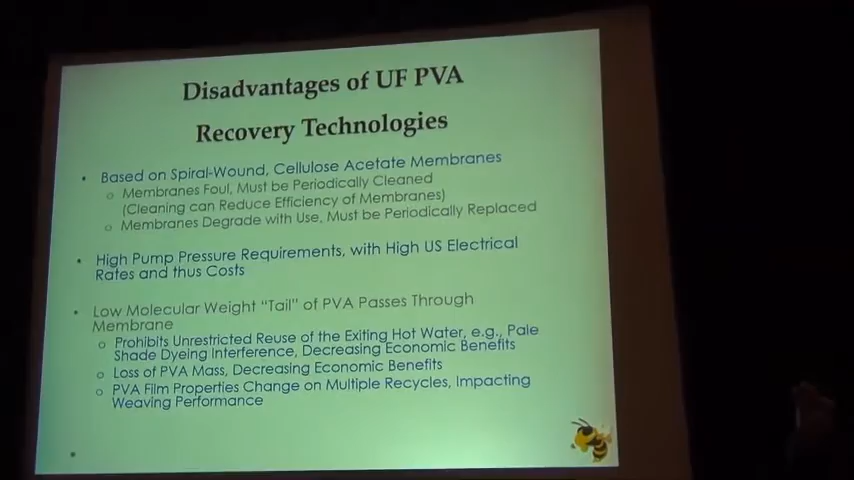 Disadvantages of UF PVA
Recovery Technologies
• Based on Spiral-Wound, Cellulose Acetate Membranes
o Membranes Foul, Must be Periodically Cleaned
(Cleaning can Reduce Efficiency of Membranes)
o Membranes Degrade with Use, Must be Periodically Replaced
• High Pump Pressure Requirements, with High US Electrical
Rates and thus Costs
• Low Molecular Weight “Tail” of PVA Passes Through
Membrane
o Prohibits Unrestricted Reuse of the Exiting Hot Water, e.g., Pale
Shade Dyeing Interference, Decreasing Economic Benefits
o Loss of PVA Mass, Decreasing Economic Benefits
o PVA Film Properties Change on Multiple Recycles, Impacting
Weaving Performance
•